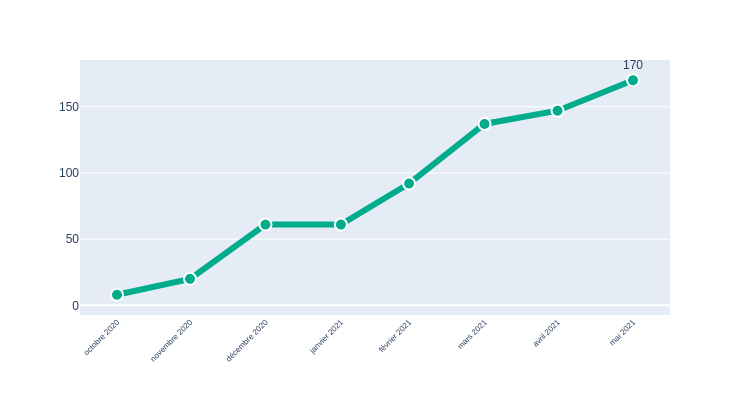 170
150
100
50
0
octobre 2020
novembre 2020
décembre 2020
janvier 2021
février 2021
mars 2021
avril 2021
mai 2021